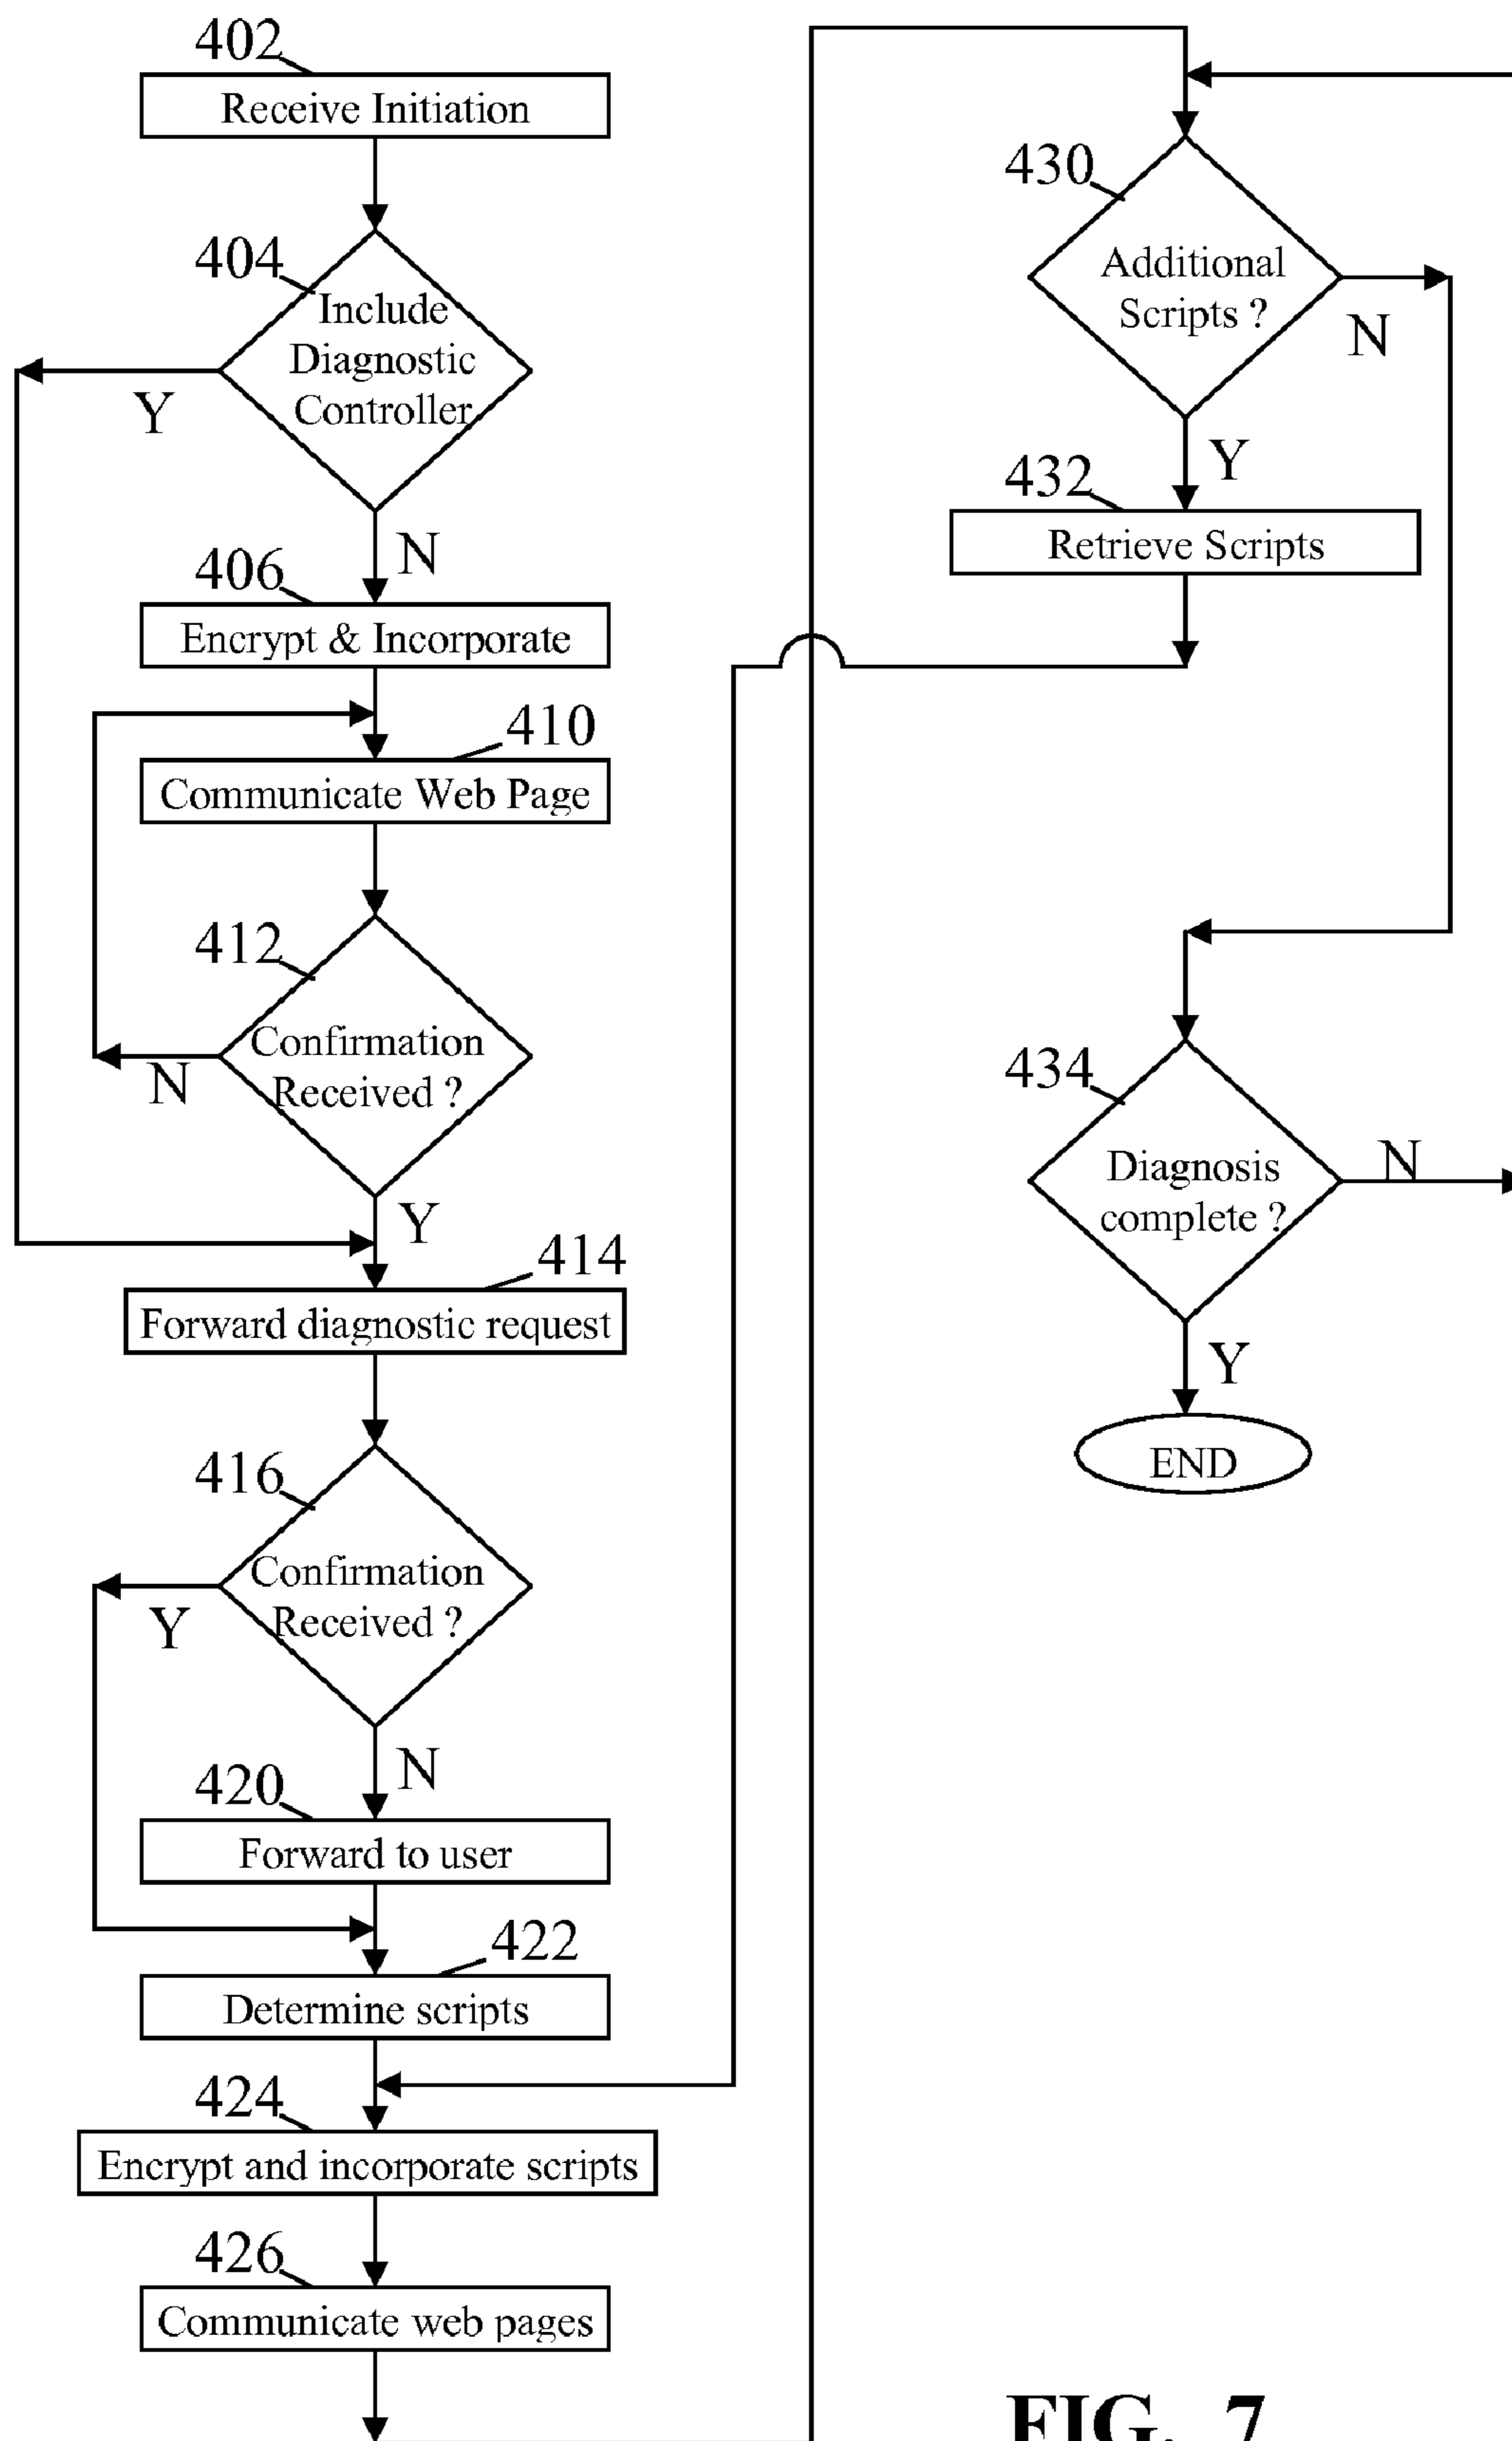 402
Receive Initiation
404
Include
Diagnostic
Controller
Y
N
406
Encrypt & Incorporate
410
Communicate Web Page
412
Confirmation
Received ?
N
Y
414
Forward diagnostic request
416
Confirmation
Received ?
Y
N
420
Forward to user
422
Determine scripts
424
Encrypt and incorporate scripts
426
Communicate web pages
430
Additional
Scripts ?
N
Y
432
Retrieve Scripts
434
Diagnosis
complete ?
N
Y
END
FIG. 7